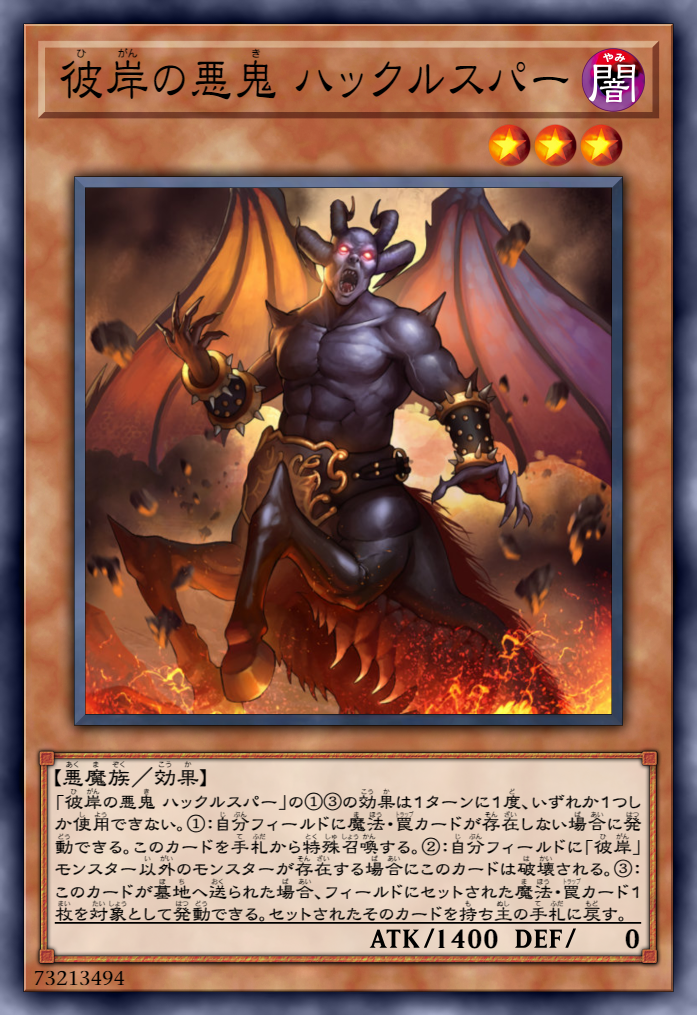 彼岸の悪鬼 ハックルスパー
闇
【悪魔族／効果】
「彼岸の悪鬼 ハックルスパー」の①③の効果は1ターンに1度、いずれか1つし
か使用できない。①：自分フィールドに魔法・罠カードが存在しない場合に発
動できる。このカードを手札から特殊召喚する。②：自分フィールドに「彼岸」
モンスター以外のモンスターが存在する場合にこのカードは破壊される。③：
このカードが墓地へ送られた場合、フィールドにセットされた魔法・罠カード1
枚を対象として発動できる。セットされたそのカードを持ち主の手札に戻す。
ATK/1400 DEF/ 0
73213494